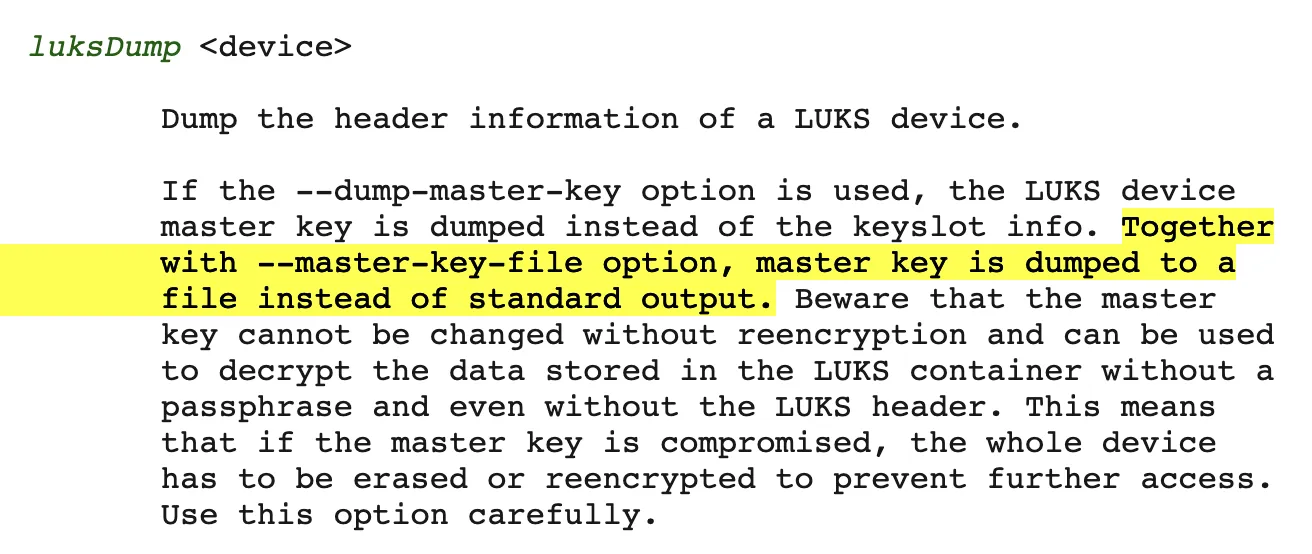 luksDump <device>
Dump the header information of a LUKS device.
If the --dump-master-key option is used, the LUKS device
master key is dumped instead of the keyslot info. Together
with --master-key-file option, master key is dumped to a
file instead of standard output. Beware that the master
key cannot be changed without reencryption and can be used
to decrypt the data stored in the LUKS container without a
passphrase and even without the LUKS header. This means
that if the master key is compromised, the whole device
has to be erased or reencrypted to prevent further access.
Use this option carefully.